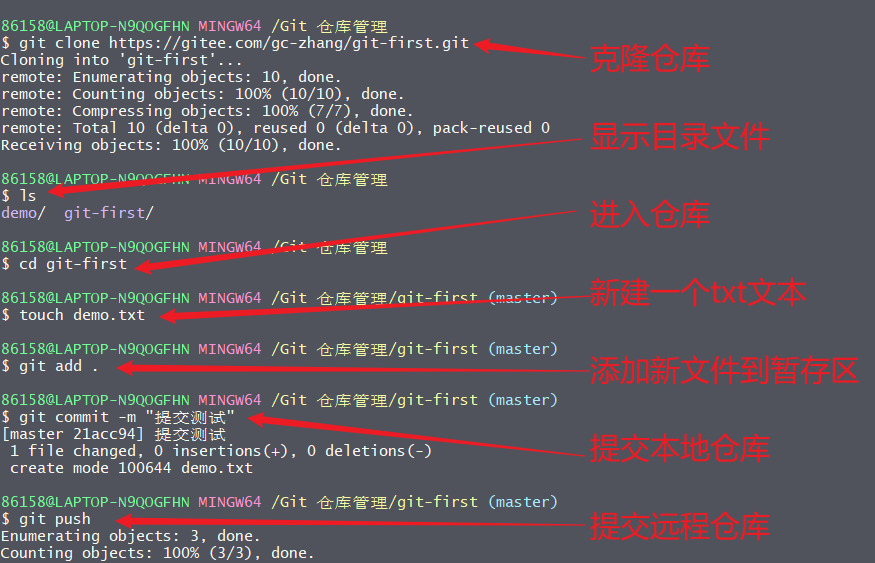 86158@LAPTOP-N9QOGFHN MINGW64 /Git 仓库管理
$ git clone https://gitee.com/gc-zhang/git-first.git
克隆仓库
Cloning into 'git-first'...
remote: Enumerating objects: 10, done.
remote: Counting objects: 100% (10/10), done.
remote: Compressing objects: 100% (7/7), done.
remote: Total 10 (delta 0), reused 0 (delta 0), pack-reused 0
显示目录文件
Receiving objects: 100% (10/10), done.
86158@LAPTOP-N9QOGFHN MINGW64 /Git 仓库管理
$ ls
demo/  git-first/
进入仓库
86158@LAPTOP-N9QOGFHN MINGW64 /Git 仓库管理
$ cd git-first
86158@LAPTOP-N9QOGFHN MINGW64 /Git 仓库管理/git-first (master)
新建一个txt文本
$ touch demo.txt
86158@LAPTOP-N9QOGFHN MINGW64 /Git 仓库管理/git-first (master)
$ git add .
添加新文件到暂存区
86158@LAPTOP-N9QOGFHN MINGW64 /Git 仓库管理/git-first (master)
$ git commit -m "提交测试"
[master 21acc94] 提交测试
提交本地仓库
 1 file changed, 0 insertions(+), 0 deletions(-)
 create mode 100644 demo.txt
86158@LAPTOP-N9QOGFHN MINGW64 /Git 仓库管理/git-first (master)
$ git push
提交远程仓库
Enumerating objects: 3, done.
Counting objects: 100% (3/3), done.